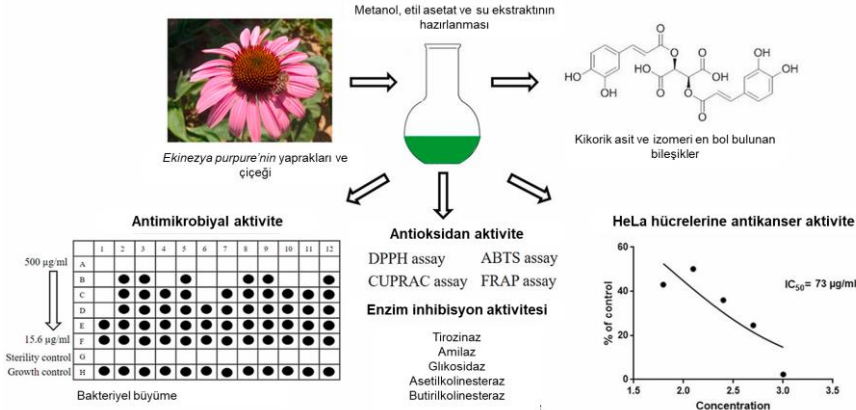 Metanol, etil asetat ve su ekstraktının
hazırlanması
Ekinezya purpure'nin yaprakları ve
çiçeği
O
O
HO
OH
OH
HO
OH
O
O
O
O
OH
OH
O
Kikorik asit ve izomeri en bol bulunan
bileşikler
Antimikrobiyal aktivite
1 2 3 4 5 6 7 8 9 10 11 12
500 µg/ml
A
B
C
D
E
15.6 µg/ml
F
Sterility control
G
Growth control
H
Bakteriyel büyüme
Antioksidan aktivite
DPPH assay ABTS assay
CUPRAC assay FRAP assay
Enzim inhibisyon aktivitesi
Tirozinaz
Amilaz
Glıkosidaz
Asetilkolinesteraz
Butirilkolinesteraz
HeLa hücrelerine antikanser aktivite
% of control
60
40
20
0
IC50= 73 µg/ml
1.5 2.0 2.5 3.0 3.5
Concentration